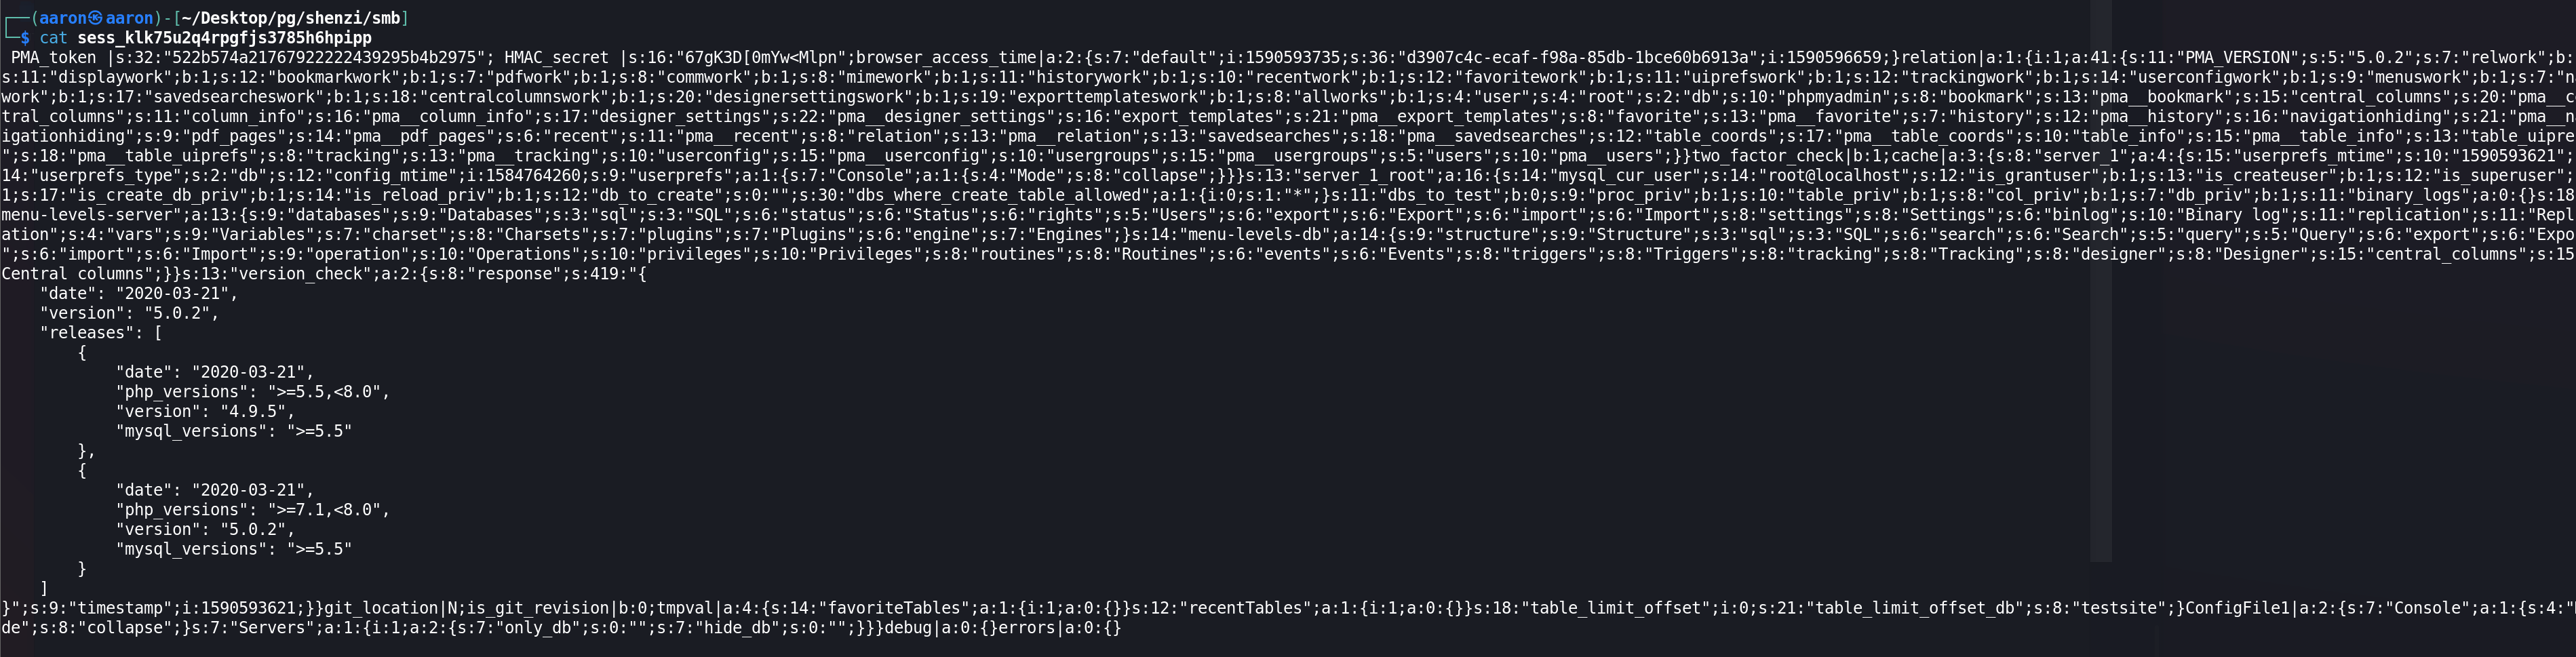 ┌──(aaron㉿aaron)-[~/Desktop/pg/shenzi/smb]
└─$ cat sess_klk75u2q4rpgfjs3785h6hpipp
 PMA_token |s:32:"522b574a21767922222439295b4b2975"; HMAC_secret |s:16:"67gK3D[0mYw<Mlpn";browser_access_time|a:2:{s:7:"default";i:1590593735;s:36:"d3907c4c-ecaf-f98a-85db-1bce60b6913a";i:1590596659;}relation|a:1:{i:1;a:41:{s:11:"PMA_VERSION";s:5:"5.0.2";s:7:"relwork";b:
s:11:"displaywork";b:1;s:12:"bookmarkwork";b:1;s:7:"pdfwork";b:1;s:8:"commwork";b:1;s:8:"mimework";b:1;s:11:"historywork";b:1;s:10:"recentwork";b:1;s:12:"favoritework";b:1;s:11:"uiprefswork";b:1;s:12:"trackingwork";b:1;s:14:"userconfigwork";b:1;s:9:"menuswork";b:1;s:7:"n
work";b:1;s:17:"savedsearcheswork";b:1;s:18:"centralcolumnswork";b:1;s:20:"designersettingswork";b:1;s:19:"exporttemplateswork";b:1;s:8:"allworks";b:1;s:4:"user";s:4:"root";s:2:"db";s:10:"phpmyadmin";s:8:"bookmark";s:13:"pma__bookmark";s:15:"central_columns";s:20:"pma__c
tral_columns";s:11:"column_info";s:16:"pma__column_info";s:17:"designer_settings";s:22:"pma__designer_settings";s:16:"export_templates";s:21:"pma__export_templates";s:8:"favorite";s:13:"pma__favorite";s:7:"history";s:12:"pma__history";s:16:"navigationhiding";s:21:"pma__n
igationhiding";s:9:"pdf_pages";s:14:"pma__pdf_pages";s:6:"recent";s:11:"pma__recent";s:8:"relation";s:13:"pma__relation";s:13:"savedsearches";s:18:"pma__savedsearches";s:12:"table_coords";s:17:"pma__table_coords";s:10:"table_info";s:15:"pma__table_info";s:13:"table_uipre
";s:18:"pma__table_uiprefs";s:8:"tracking";s:13:"pma__tracking";s:10:"userconfig";s:15:"pma__userconfig";s:10:"usergroups";s:15:"pma__usergroups";s:5:"users";s:10:"pma__users";}}two_factor_check|b:1;cache|a:3:{s:8:"server_1";a:4:{s:15:"userprefs_mtime";s:10:"1590593621";
14:"userprefs_type";s:2:"db";s:12:"config_mtime";i:1584764260;s:9:"userprefs";a:1:{s:7:"Console";a:1:{s:4:"Mode";s:8:"collapse";}}}s:13:"server_1_root";a:16:{s:14:"mysql_cur_user";s:14:"root@localhost";s:12:"is_grantuser";b:1;s:13:"is_createuser";b:1;s:12:"is_superuser";
1;s:17:"is_create_db_priv";b:1;s:14:"is_reload_priv";b:1;s:12:"db_to_create";s:0:"";s:30:"dbs_where_create_table_allowed";a:1:{i:0;s:1:"*";}s:11:"dbs_to_test";b:0;s:9:"proc_priv";b:1;s:10:"table_priv";b:1;s:8:"col_priv";b:1;s:7:"db_priv";b:1;s:11:"binary_logs";a:0:{}s:18
menu-levels-server";a:13:{s:9:"databases";s:9:"Databases";s:3:"sql";s:3:"SQL";s:6:"status";s:6:"Status";s:6:"rights";s:5:"Users";s:6:"export";s:6:"Export";s:6:"import";s:6:"Import";s:8:"settings";s:8:"Settings";s:6:"binlog";s:10:"Binary log";s:11:"replication";s:11:"Repl
ation";s:4:"vars";s:9:"Variables";s:7:"charset";s:8:"Charsets";s:7:"plugins";s:7:"Plugins";s:6:"engine";s:7:"Engines";}s:14:"menu-levels-db";a:14:{s:9:"structure";s:9:"Structure";s:3:"sql";s:3:"SQL";s:6:"search";s:6:"Search";s:5:"query";s:5:"Query";s:6:"export";s:6:"Expo
";s:6:"import";s:6:"Import";s:9:"operation";s:10:"Operations";s:10:"privileges";s:10:"Privileges";s:8:"routines";s:8:"Routines";s:6:"events";s:6:"Events";s:8:"triggers";s:8:"Triggers";s:8:"tracking";s:8:"Tracking";s:8:"designer";s:8:"Designer";s:15:"central_columns";s:15
Central columns";}}s:13:"version_check";a:2:{s:8:"response";s:419:"{
    "date": "2020-03-21",
    "version": "5.0.2",
    "releases": [
        {
            "date": "2020-03-21",
            "php_versions": ">=5.5,<8.0",
            "version": "4.9.5",
            "mysql_versions": ">=5.5"
        },
        {
            "date": "2020-03-21",
            "php_versions": ">=7.1,<8.0",
            "version": "5.0.2",
            "mysql_versions": ">=5.5"
        }
    ]
}";s:9:"timestamp";i:1590593621;}}git_location|N;is_git_revision|b:0;tmpval|a:4:{s:14:"favoriteTables";a:1:{i:1;a:0:{}}s:12:"recentTables";a:1:{i:1;a:0:{}}s:18:"table_limit_offset";i:0;s:21:"table_limit_offset_db";s:8:"testsite";}ConfigFile1|a:2:{s:7:"Console";a:1:{s:4:"
de";s:8:"collapse";}s:7:"Servers";a:1:{i:1;a:2:{s:7:"only_db";s:0:"";s:7:"hide_db";s:0:"";}}}debug|a:0:{}errors|a:0:{}